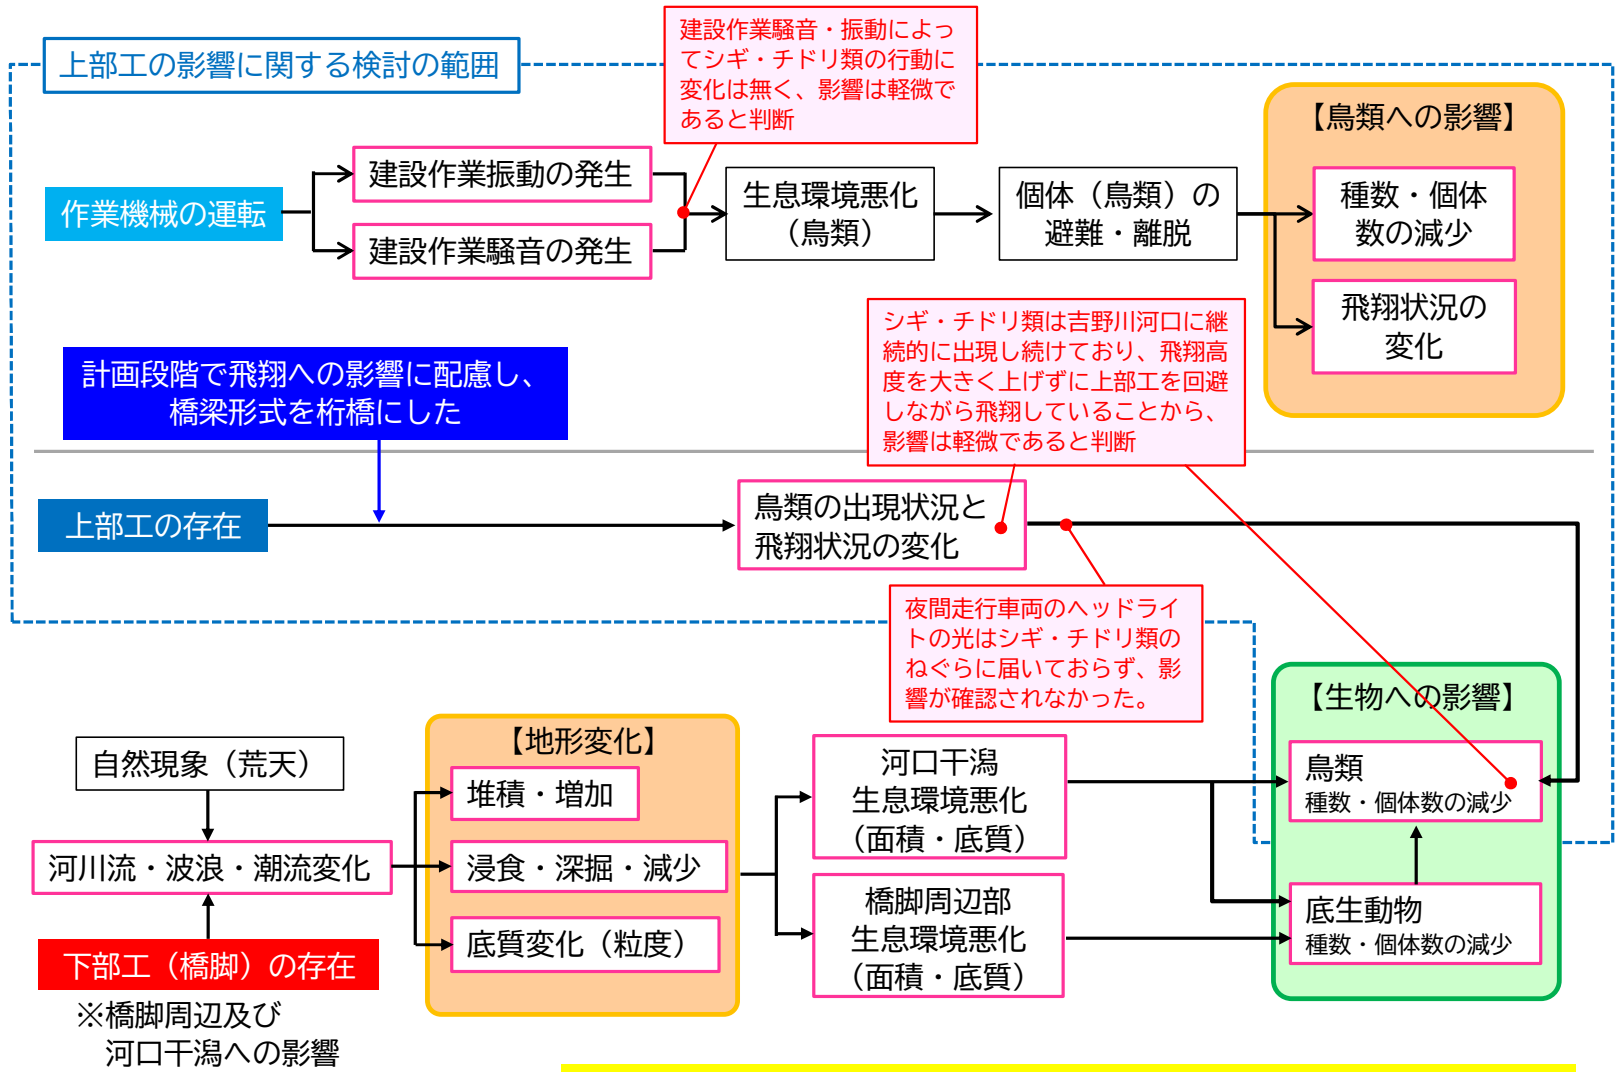 建設作業騒音・振動によっ
てシギ・チドリ類の行動に
変化は無く、影響は軽微で
あると判断
上部工の影響に関する検討の範囲
【鳥類への影響】
建設作業振動の発生
作業機械の運転
建設作業騒音の発生
生息環境悪化
（鳥類）
個体（鳥類）の
避難・離脱
種数・個体
数の減少
飛翔状況の
変化
シギ・チドリ類は吉野川河口に継
続的に出現し続けており、飛翔高
度を大きく上げずに上部工を回避
しながら飛翔していることから、
影響は軽微であると判断
計画段階で飛翔への影響に配慮し、
橋梁形式を桁橋にした
上部工の存在
鳥類の出現状況と
飛翔状況の変化
夜間走行車両のヘッドライ
トの光はシギ・チドリ類の
ねぐらに届いておらず、影
響が確認されなかった。
【生物への影響】
【地形変化】
自然現象（荒天）
堆積・増加
河川流・波浪・潮流変化
浸食・深掘・減少
底質変化（粒度）
下部工（橋脚）の存在
※橋脚周辺及び
河口干潟への影響
河口干潟
生息環境悪化
（面積・底質）
橋脚周辺部
生息環境悪化
（面積・底質）
鳥類
種数・個体数の減少
底生動物
種数・個体数の減少